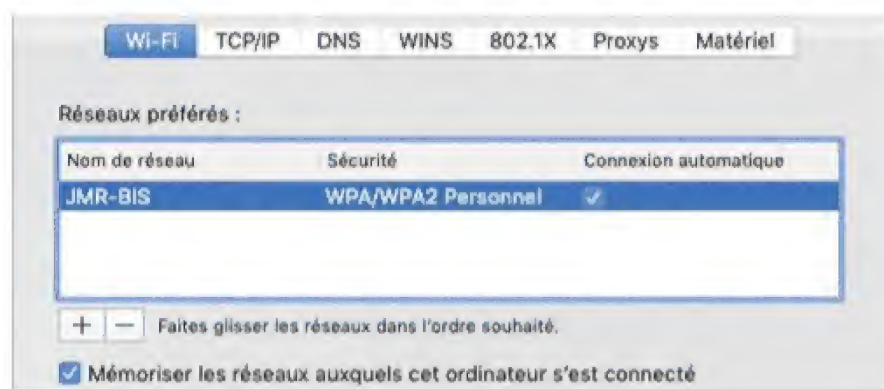 Wi-Fi TCP/IP DNS WINS 802.1X Proxys Matériel
Réseaux préférés :
Nom de réseau Sécurité Connexion automatique
JMR-BIS WPA/WPA2 Personnel
+ − Faites glisser les réseaux dans l'ordre souhaité.
Mémoriser les réseaux auxquels cet ordinateur s'est connecté